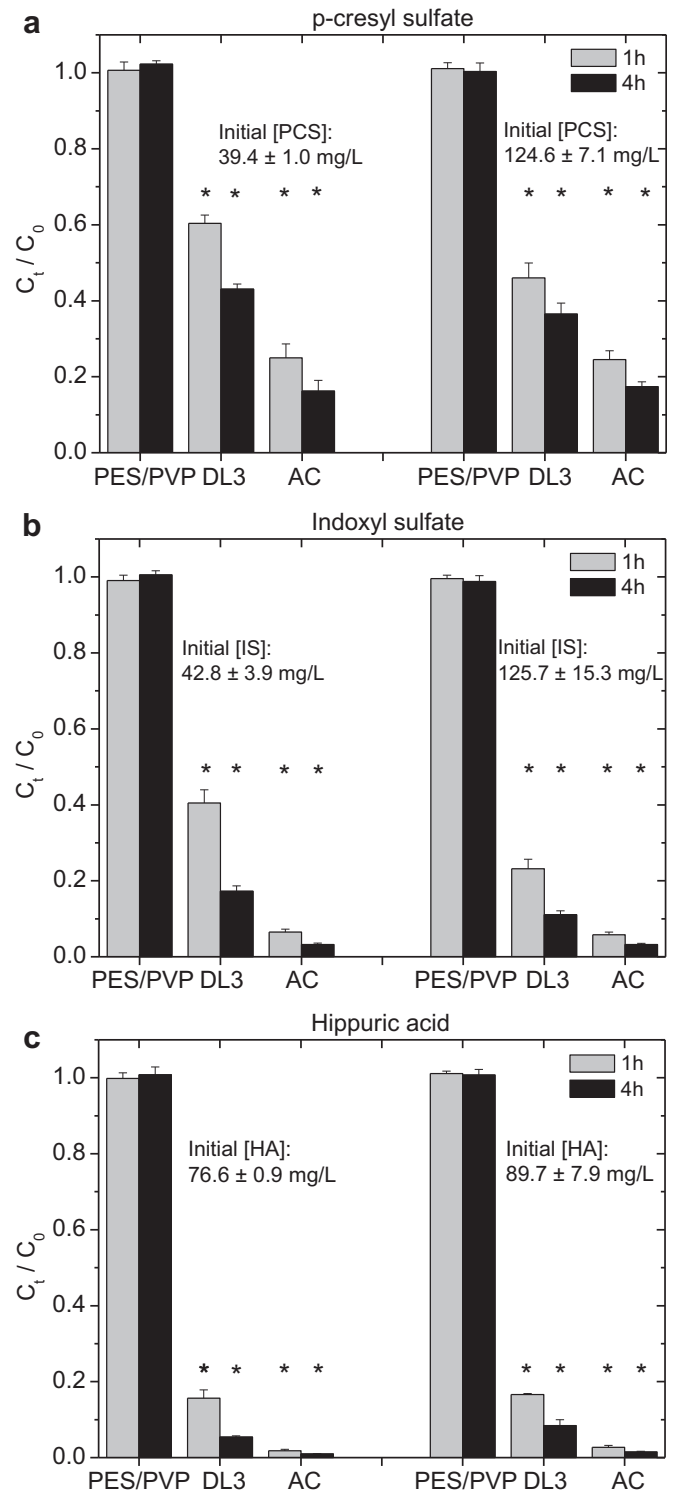 a
p-cresyl sulfate
1h
4h
Initial [PCS]:
39.4 ± 1.0 mg/L
Initial [PCS]:
124.6 ± 7.1 mg/L
* * * * * * * *
1.0
0.8
0.6
0.4
0.2
0.0
Ct / C0
PES/PVP DL3 AC PES/PVP DL3 AC
b
Indoxyl sulfate
1h
4h
Initial [IS]:
42.8 ± 3.9 mg/L
Initial [IS]:
125.7 ± 15.3 mg/L
* * * * * * * *
1.0
0.8
0.6
0.4
0.2
0.0
Ct / C0
PES/PVP DL3 AC PES/PVP DL3 AC
c
Hippuric acid
1h
4h
Initial [HA]:
76.6 ± 0.9 mg/L
Initial [HA]:
89.7 ± 7.9 mg/L
* * * * * * * *
1.0
0.8
0.6
0.4
0.2
0.0
Ct / C0
PES/PVP DL3 AC PES/PVP DL3 AC